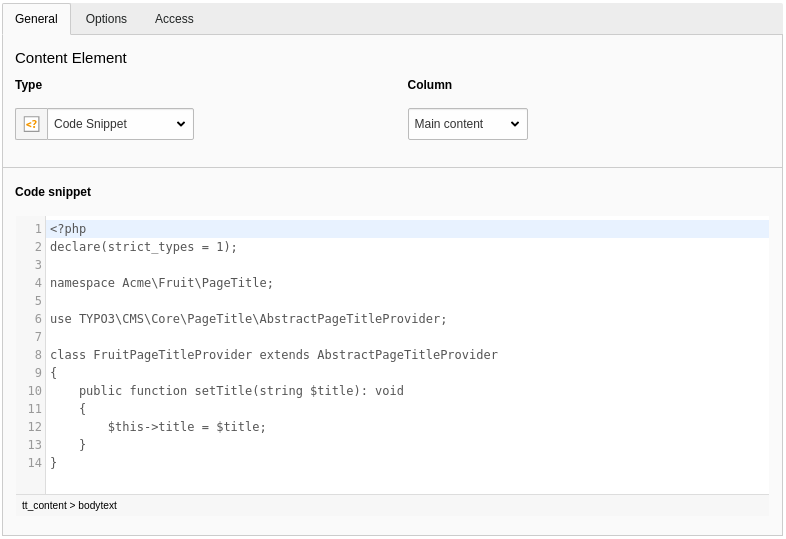 General Options Access
Content Element
Type Column
<? Code Snippet Main content
Code snippet
1 <?php
2 declare(strict_types = 1);
3
4 namespace Acme\Fruit\PageTitle;
5
6 use TYPO3\CMS\Core\PageTitle\AbstractPageTitleProvider;
7
8 class FruitPageTitleProvider extends AbstractPageTitleProvider
9 {
10     public function setTitle(string $title): void
11     {
12         $this->title = $title;
13     }
14 }
tt_content > bodytext